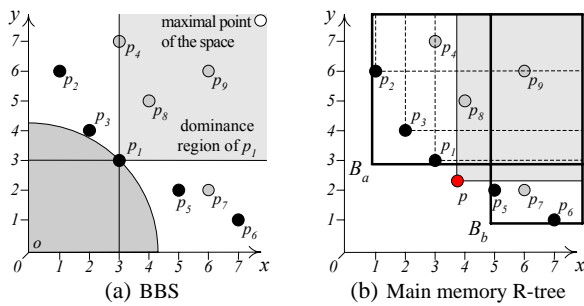 y
maximal point
of the space
7
6
5
4
3
2
1
p4
p2
p9
p8
p3
dominance
region of p1
p1
p5
p7
p6
o
1 2 3 4 5 6 7 x
(a) BBS
y
7
6
5
4
3
2
1
p4
p2
p9
p8
p3
p1
Ba
p
p5
p7
p6
Bb
1 2 3 4 5 6 7 x
(b) Main memory R-tree